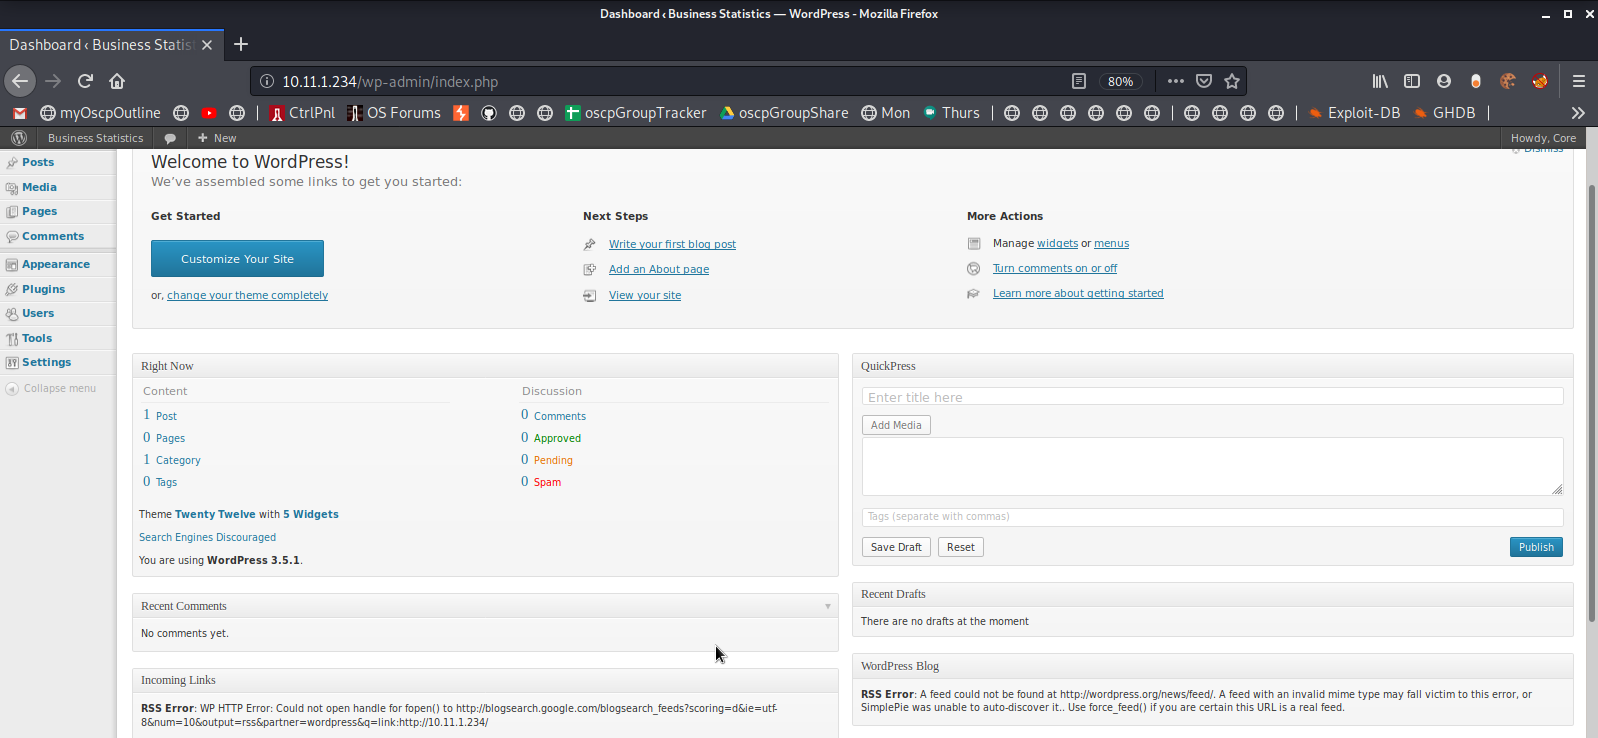 Dashboard ‹ Business Statistics — WordPress - Mozilla Firefox
Dashboard ‹ Business Statis
10.11.1.234/wp-admin/index.php 80%
myOscpOutline CtrlPnl OS Forums oscpGroupTracker oscpGroupShare Mon Thurs Exploit-DB GHDB
Business Statistics New Howdy, Core
Dismiss
Posts
Media
Pages
Comments
Appearance
Plugins
Users
Tools
Settings
Collapse menu
Welcome to WordPress!
We’ve assembled some links to get you started:
Get Started
Customize Your Site
or, change your theme completely
Next Steps
Write your first blog post
Add an About page
View your site
More Actions
Manage widgets or menus
Turn comments on or off
Learn more about getting started
Right Now
Content
1 Post
0 Pages
1 Category
0 Tags
Discussion
0 Comments
0 Approved
0 Pending
0 Spam
Theme Twenty Twelve with 5 Widgets
Search Engines Discouraged
You are using WordPress 3.5.1.
Recent Comments
No comments yet.
Incoming Links
RSS Error: WP HTTP Error: Could not open handle for fopen() to http://blogsearch.google.com/blogsearch_feeds?scoring=d&ie=utf-
8&num=10&output=rss&partner=wordpress&q=link:http://10.11.1.234/
QuickPress
Enter title here
Add Media
Tags (separate with commas)
Save Draft Reset Publish
Recent Drafts
There are no drafts at the moment
WordPress Blog
RSS Error: A feed could not be found at http://wordpress.org/news/feed/. A feed with an invalid mime type may fall victim to this error, or
SimplePie was unable to auto-discover it.. Use force_feed() if you are certain this URL is a real feed.